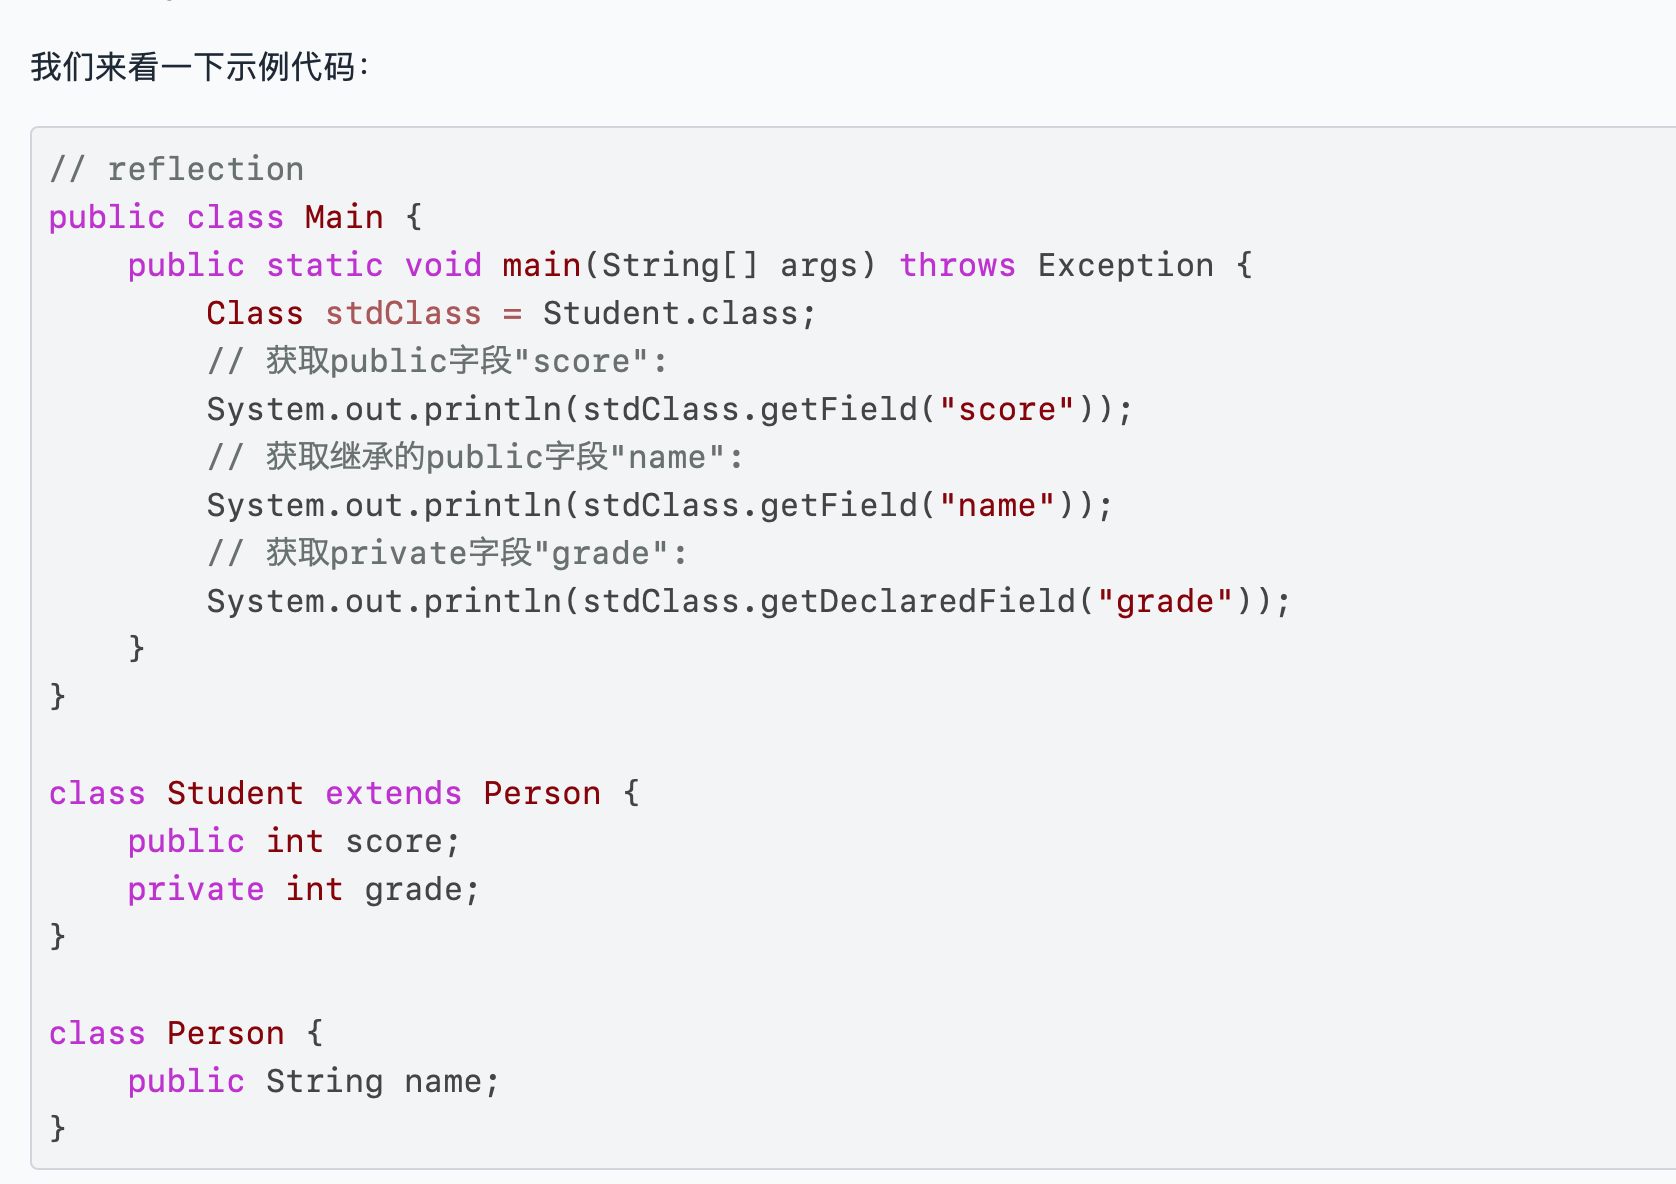 我们来看一下示例代码：
// reflection
public class Main {
    public static void main(String[] args) throws Exception {
        Class stdClass = Student.class;
        // 获取public字段"score":
        System.out.println(stdClass.getField("score"));
        // 获取继承的public字段"name":
        System.out.println(stdClass.getField("name"));
        // 获取private字段"grade":
        System.out.println(stdClass.getDeclaredField("grade"));
    }
}

class Student extends Person {
    public int score;
    private int grade;
}

class Person {
    public String name;
}